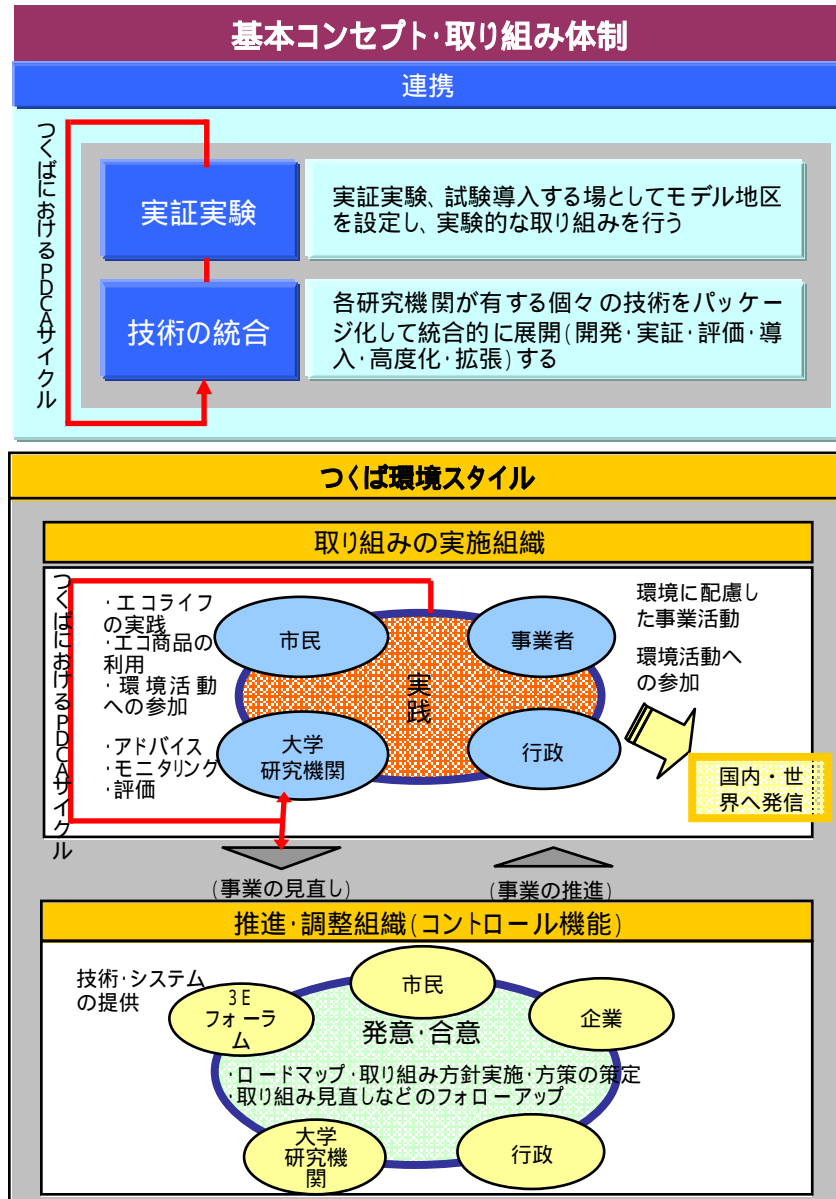 基本コンセプト・取り組み体制
連携
つくばにおけるPDCAサイクル
実証実験
実証実験、試験導入する場としてモデル地区
を設定し、実験的な取り組みを行う
技術の統合
各研究機関が有する個々の技術をパッケー
ジ化して統合的に展開(開発・実証・評価・導
入・高度化・拡張)する
つくば環境スタイル
取り組みの実施組織
つくばにおけるPDCAサイクル
・エコライフ
の実践
・エコ商品の
利用
・環境活動
への参加
・アドバイス
・モニタリング
・評価
市民
事業者
実
践
大学
研究機関
行政
環境に配慮し
た事業活動
環境活動へ
の参加
国内・世
界へ発信
(事業の見直し)
(事業の推進)
推進・調整組織(コントロール機能)
技術・システム
の提供
3E
フォーラ
ム
市民
企業
発意・合意
・ロードマップ・取り組み方針実施・方策の策定
・取り組み見直しなどのフォローアップ
大学
研究機
関
行政